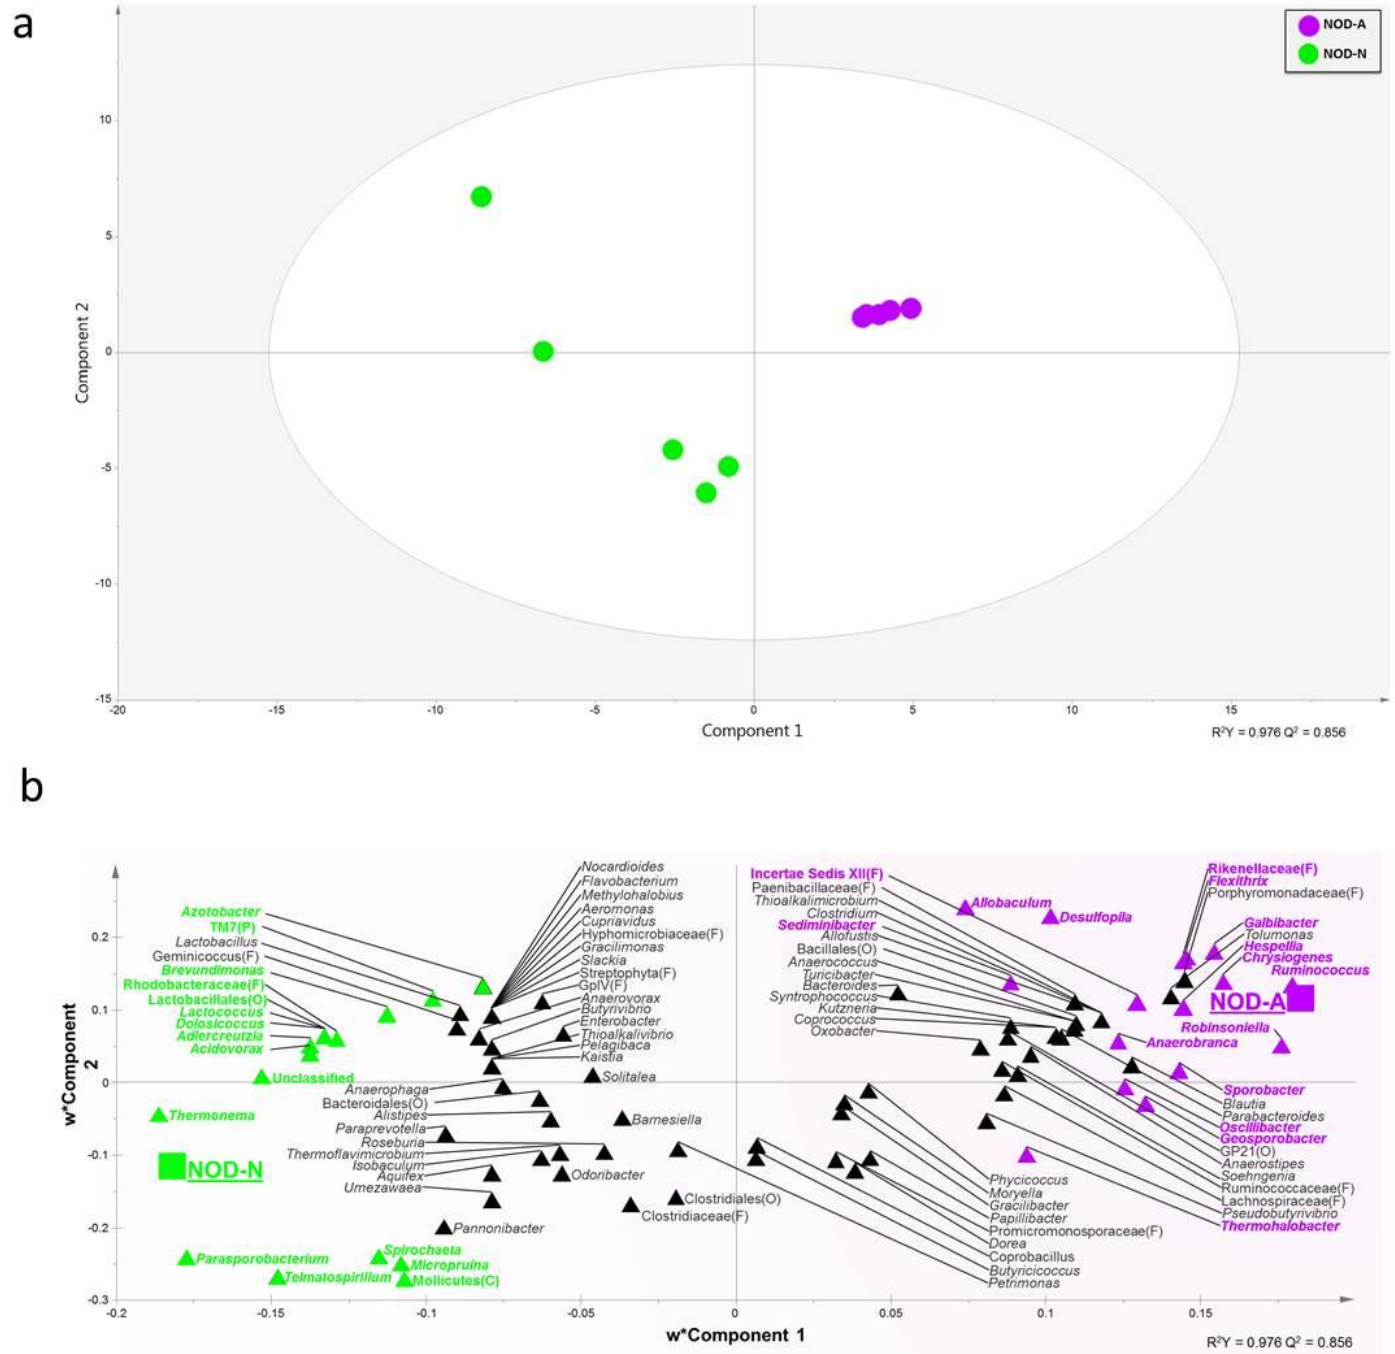 a
NOD-A
NOD-N
10
5
0
-5
-10
-15
Component 2
-20
-15
-10
-5
0
5
10
15
Component 1
R²Y = 0.976 Q² = 0.856
b
Azotobacter
TM7(P)
Lactobacillus
Geminicoccus(F)
Brevundimonas
Rhodobacteraceae(F)
Lactobacillales(O)
Lactococcus
Dolosicoccus
Adlercreutzia
Acidovorax
Unclassified
Thermonema
NOD-N
Parasporobacterium
Telmatospirillum
Spirochaeta
Micropruina
Mollicutes(C)
Nocardioides
Flavobacterium
Methylohalobius
Aeromonas
Cupriavidus
Hyphomicrobiaceae(F)
Gracilimonas
Slackia
Streptophyta(F)
GpIV(F)
Anaerovorax
Butyrivibrio
Enterobacter
Thioalkalivibrio
Pelagibaca
Kaistia
Solitalea
Anaerophaga
Bacteroidales(O)
Alistipes
Paraprevotella
Roseburia
Thermoflavimicrobium
Isobaculum
Aquifex
Umezawaea
Pannonibacter
Barnesiella
Odoribacter
Clostridiales(O)
Clostridiaceae(F)
Incertae Sedis XII(F)
Paenibacillaceae(F)
Thioalkalimicrobium
Clostridium
Sediminibacter
Allofustis
Bacillales(O)
Anaerococcus
Turicibacter
Bacteroides
Syntrophococcus
Kutzneria
Coprococcus
Oxobacter
Allobaculum
Desulfopila
Rikenellaceae(F)
Flexithrix
Porphyromonadaceae(F)
Galbibacter
Tolumonas
Hespellia
Chrysiogenes
Ruminococcus
NOD-A
Robinsoniella
Anaerobranca
Sporobacter
Blautia
Parabacteroides
Oscillibacter
Geosporobacter
GP21(O)
Anaerostipes
Soehngenia
Ruminococcaceae(F)
Lachnospiraceae(F)
Pseudobutyrivibrio
Thermohalobacter
Phycicoccus
Moryella
Gracilibacter
Papillibacter
Promicromonosporaceae(F)
Dorea
Coprobacillus
Butyricicoccus
Petrimonas
0.2
0.1
0
-0.1
-0.2
-0.3
w*Component 2
-0.2
-0.15
-0.1
-0.05
0
0.05
0.1
0.15
w*Component 1
R²Y = 0.976 Q² = 0.856